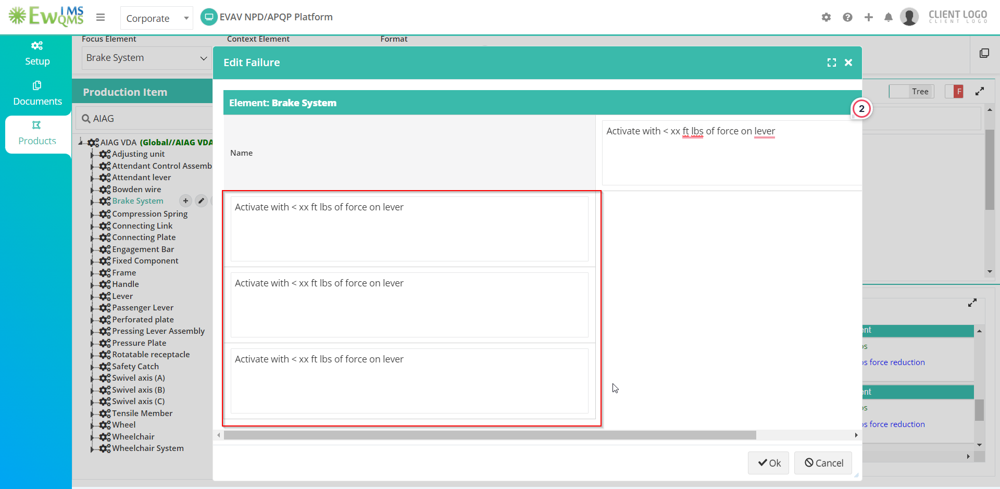 EwQMS
IMS
Corporate
EVAV NPD/APQP Platform
CLIENT LOGO
CLIENT LOGO
Setup
Documents
Products
Focus Element
Context Element
Format
Brake System
Production Item
AIAG
AIAG VDA (Global//AIAG VDA
Adjusting unit
Attendant Control Assemb
Attendant lever
Bowden wire
Brake System
Compression Spring
Connecting Link
Connecting Plate
Engagement Bar
Fixed Component
Frame
Handle
Lever
Passenger Lever
Perforated plate
Pressing Lever Assembly
Pressure Plate
Rotatable receptacle
Safety Catch
Swivel axis (A)
Swivel axis (B)
Swivel axis (C)
Tensile Member
Wheel
Wheelchair
Wheelchair System
Edit Failure
Element: Brake System
2
Name
Activate with < xx ft lbs of force on lever
Activate with < xx ft lbs of force on lever
Activate with < xx ft lbs of force on lever
Activate with < xx ft lbs of force on lever
Ok
Cancel
Tree
F
ent
os
os force reduction
ent
os
os force reduction